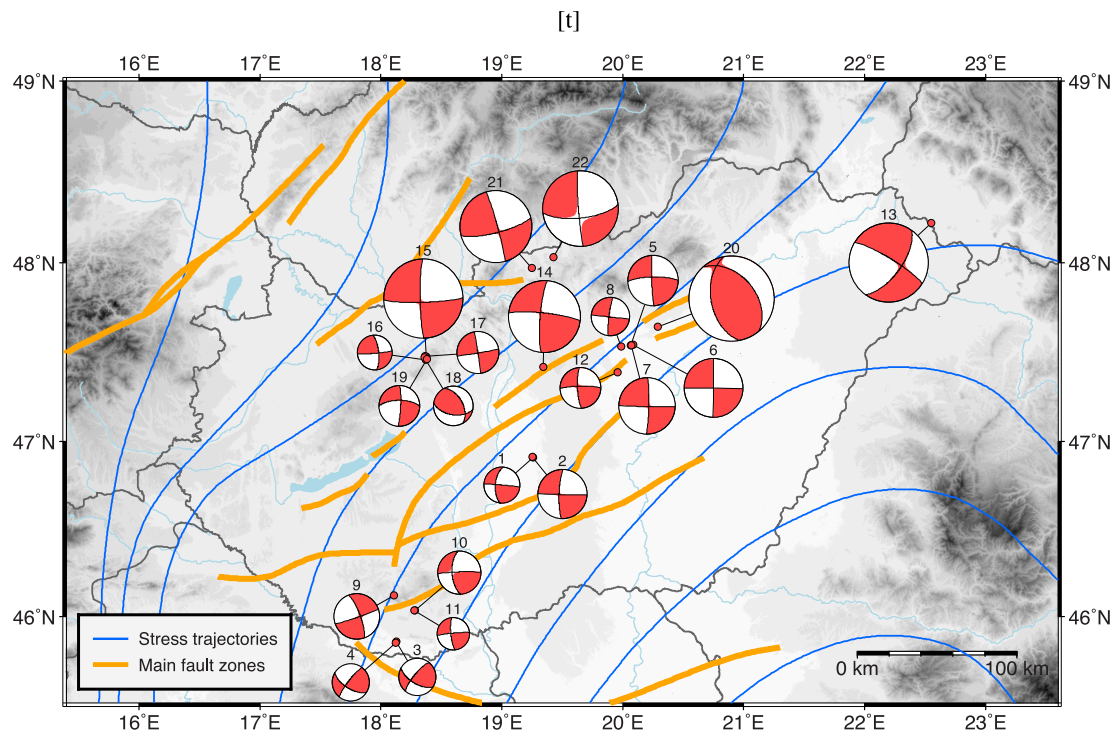 [t]
16°E 17°E 18°E 19°E 20°E 21°E 22°E 23°E
49°N 49°N
22
21
13
15 5 20
48°N 48°N
14
8
16 17
12 6
19 18 7
47°N 47°N
1 2
10
9 11
46°N 46°N
4 3
Stress trajectories
Main fault zones
0 km 100 km
16°E 17°E 18°E 19°E 20°E 21°E 22°E 23°E